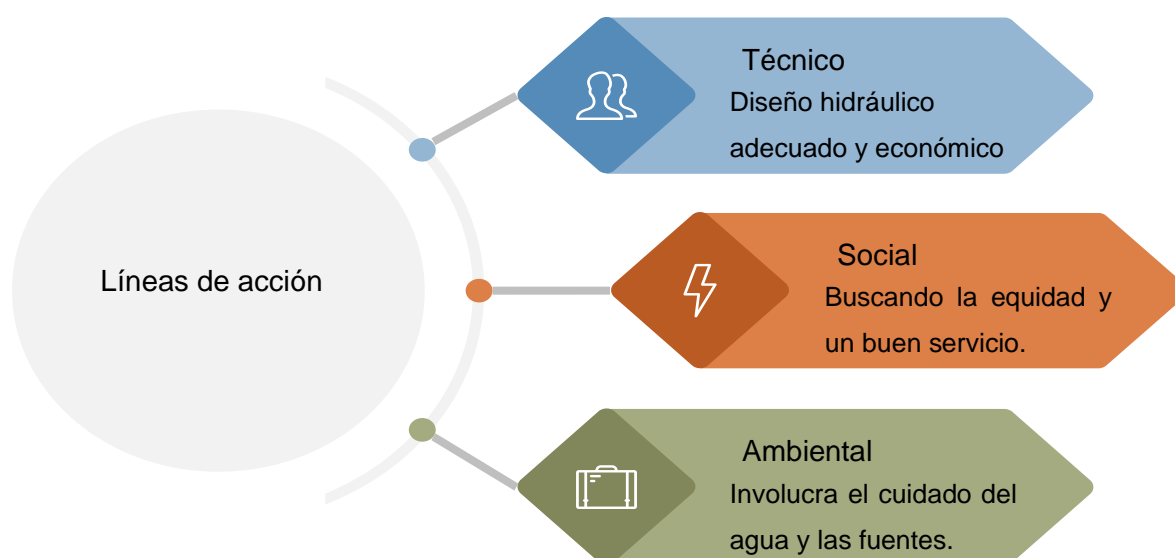 Líneas de acción
Técnico
Diseño hidráulico
adecuado y económico
Social
Buscando la equidad y
un buen servicio.
Ambiental
Involucra el cuidado del
agua y las fuentes.